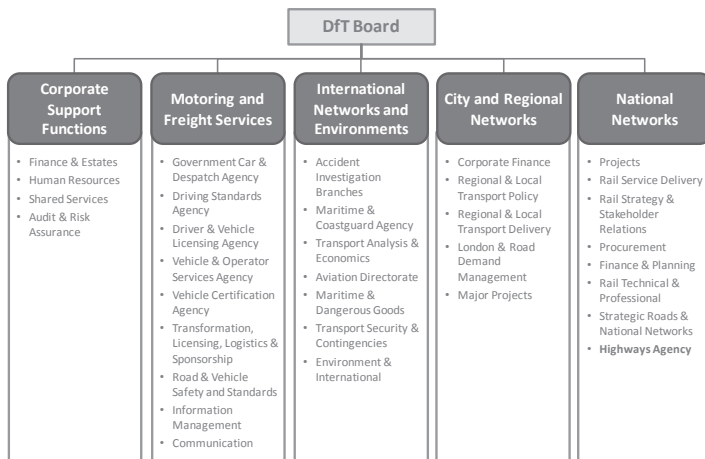 DfT Board
Corporate
Support
Functions
• Finance & Estates
• Human Resources
• Shared Services
• Audit & Risk
Assurance
Motoring and
Freight Services
• Government Car &
Despatch Agency
• Driving Standards
Agency
• Driver & Vehicle
Licensing Agency
• Vehicle & Operator
Services Agency
• Vehicle Certification
Agency
• Transformation,
Licensing, Logistics &
Sponsorship
• Road & Vehicle
Safety and Standards
• Information
Management
• Communication
International
Networks and
Environments
• Accident
Investigation
Branches
• Maritime &
Coastguard Agency
• Transport Analysis &
Economics
• Aviation Directorate
• Maritime &
Dangerous Goods
• Transport Security &
Contingencies
• Environment &
International
City and Regional
Networks
• Corporate Finance
• Regional & Local
Transport Policy
• Regional & Local
Transport Delivery
• London & Road
Demand
Management
• Major Projects
National
Networks
• Projects
• Rail Service Delivery
• Rail Strategy &
Stakeholder
Relations
• Procurement
• Finance & Planning
• Rail Technical &
Professional
• Strategic Roads &
National Networks
• Highways Agency